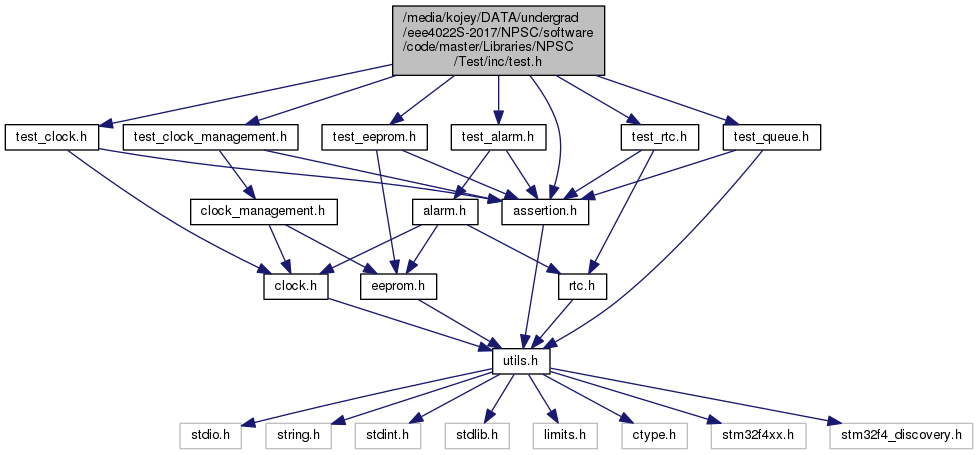 /media/kojey/DATA/undergrad
/eee4022S-2017/NPSC/software
/code/master/Libraries/NPSC
/Test/inc/test.h
test_clock.h
test_clock_management.h
test_eeprom.h
test_alarm.h
test_rtc.h
test_queue.h
clock_management.h
alarm.h
assertion.h
clock.h
eeprom.h
rtc.h
utils.h
stdio.h
string.h
stdint.h
stdlib.h
limits.h
ctype.h
stm32f4xx.h
stm32f4_discovery.h